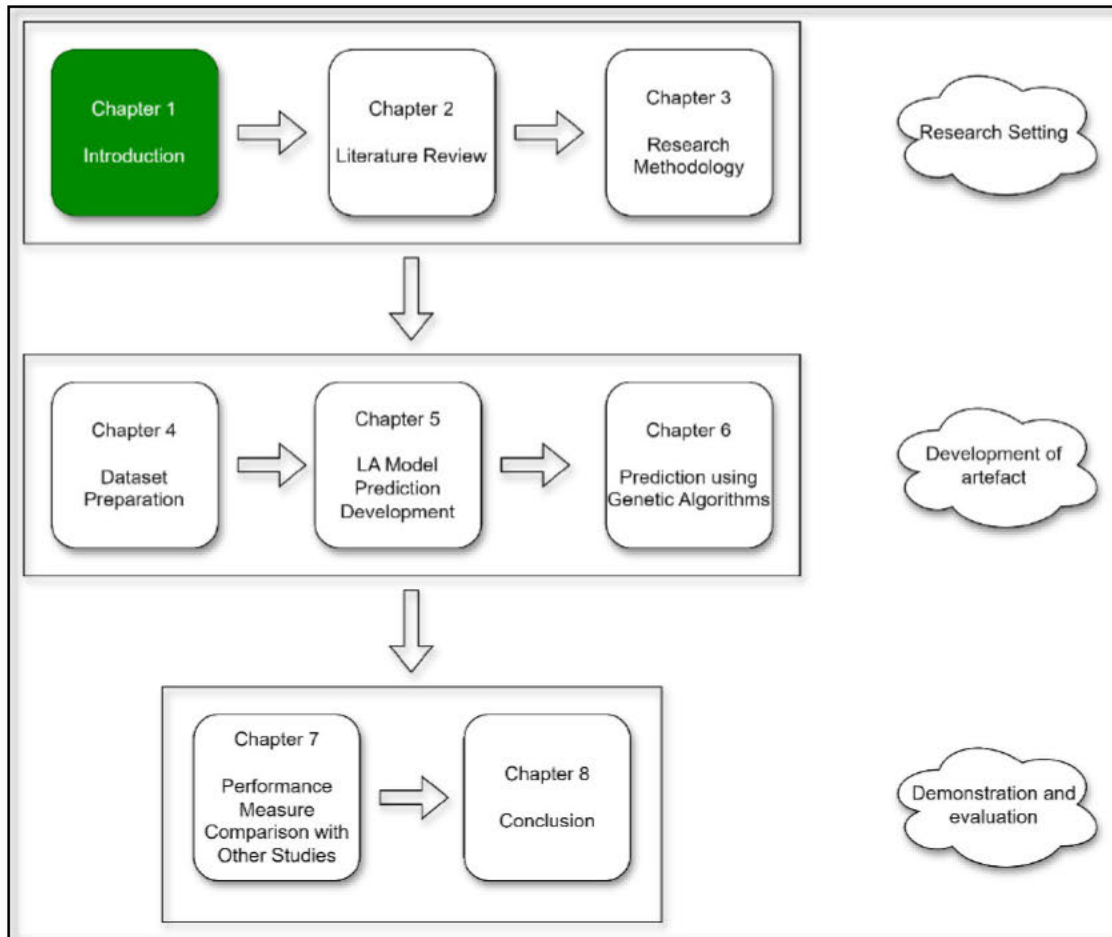 Chapter 1
Introduction
Chapter 2
Literature Review
Chapter 3
Research
Methodology
Research Setting
Chapter 4
Dataset
Preparation
Chapter 5
LA Model
Prediction
Development
Chapter 6
Prediction using
Genetic Algorithms
Development of
artefact
Chapter 7
Performance
Measure
Comparison with
Other Studies
Chapter 8
Conclusion
Demonstration and
evaluation